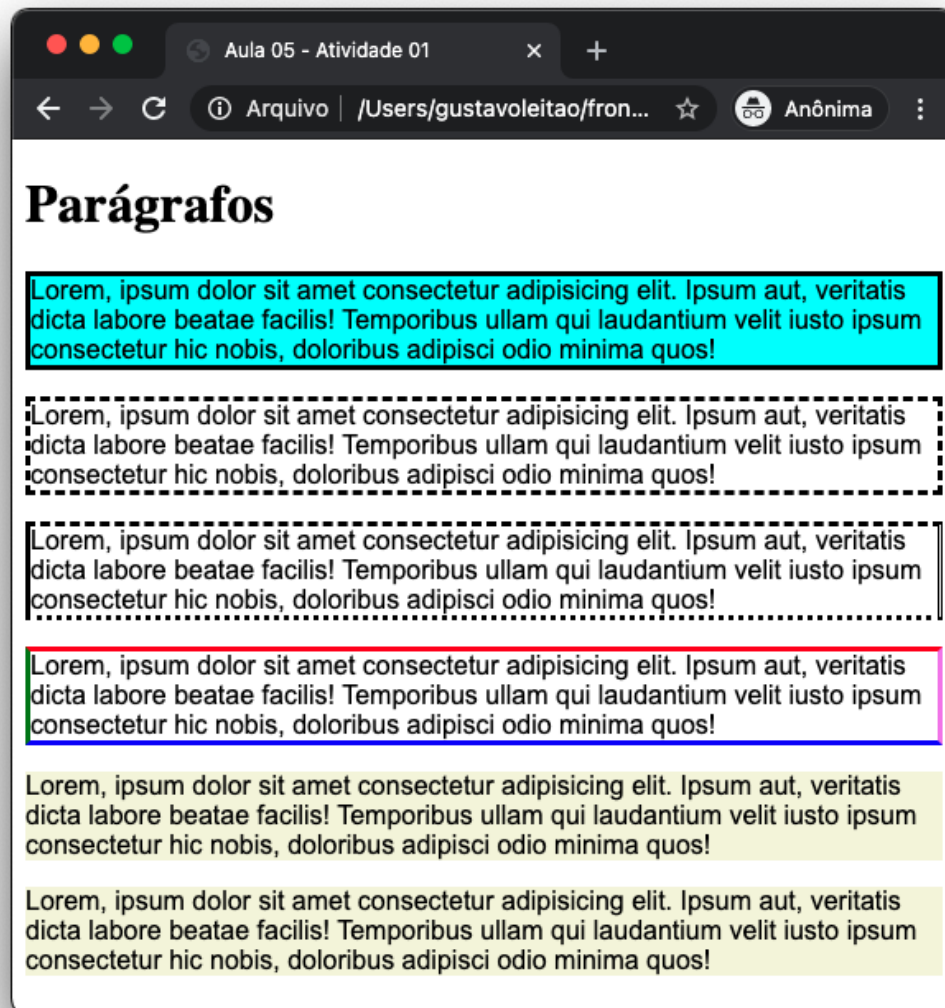 Aula 05 - Atividade 01
Arquivo /Users/gustavoleitao/fron... Anônima
Parágrafos
Lorem, ipsum dolor sit amet consectetur adipisicing elit. Ipsum aut, veritatis
dicta labore beatae facilis! Temporibus ullam qui laudantium velit iusto ipsum
consectetur hic nobis, doloribus adipisci odio minima quos!
Lorem, ipsum dolor sit amet consectetur adipisicing elit. Ipsum aut, veritatis
dicta labore beatae facilis! Temporibus ullam qui laudantium velit iusto ipsum
consectetur hic nobis, doloribus adipisci odio minima quos!
Lorem, ipsum dolor sit amet consectetur adipisicing elit. Ipsum aut, veritatis
dicta labore beatae facilis! Temporibus ullam qui laudantium velit iusto ipsum
consectetur hic nobis, doloribus adipisci odio minima quos!
Lorem, ipsum dolor sit amet consectetur adipisicing elit. Ipsum aut, veritatis
dicta labore beatae facilis! Temporibus ullam qui laudantium velit iusto ipsum
consectetur hic nobis, doloribus adipisci odio minima quos!
Lorem, ipsum dolor sit amet consectetur adipisicing elit. Ipsum aut, veritatis
dicta labore beatae facilis! Temporibus ullam qui laudantium velit iusto ipsum
consectetur hic nobis, doloribus adipisci odio minima quos!
Lorem, ipsum dolor sit amet consectetur adipisicing elit. Ipsum aut, veritatis
dicta labore beatae facilis! Temporibus ullam qui laudantium velit iusto ipsum
consectetur hic nobis, doloribus adipisci odio minima quos!